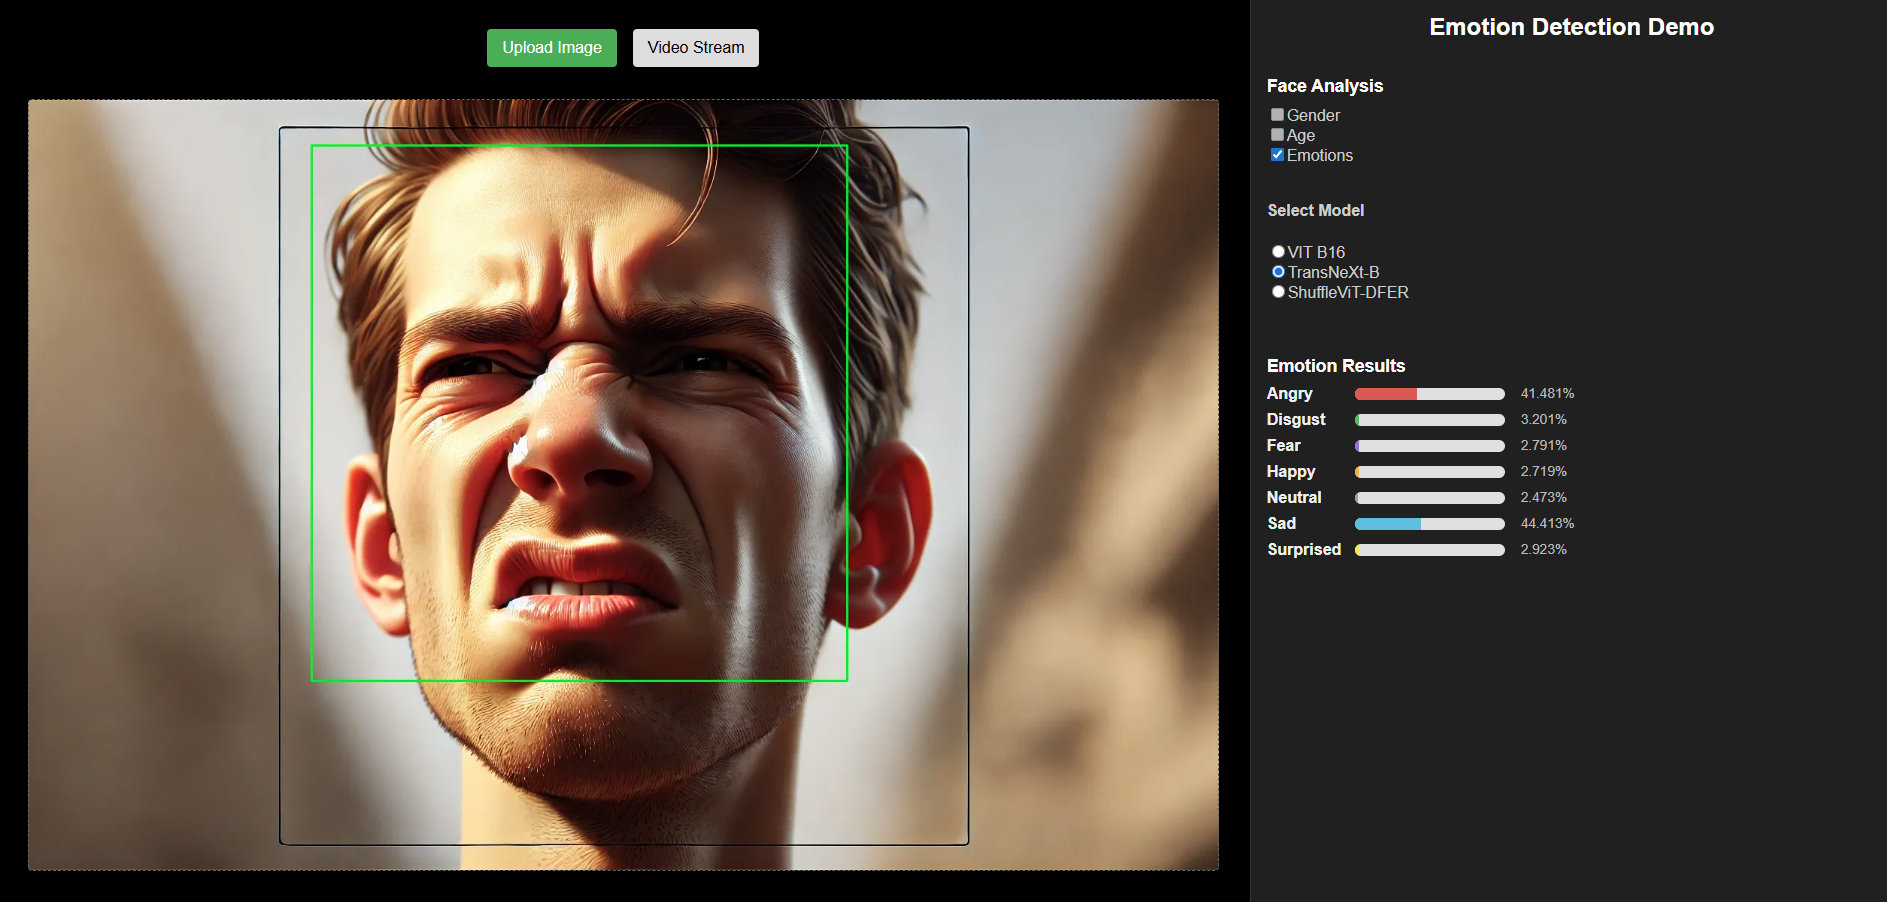 Upload Image
Video Stream
Emotion Detection Demo
Face Analysis
Gender
Age
Emotions
Select Model
VIT B16
TransNeXt-B
ShuffleViT-DFER
Emotion Results
Angry 41.481%
Disgust 3.201%
Fear 2.791%
Happy 2.719%
Neutral 2.473%
Sad 44.413%
Surprised 2.923%